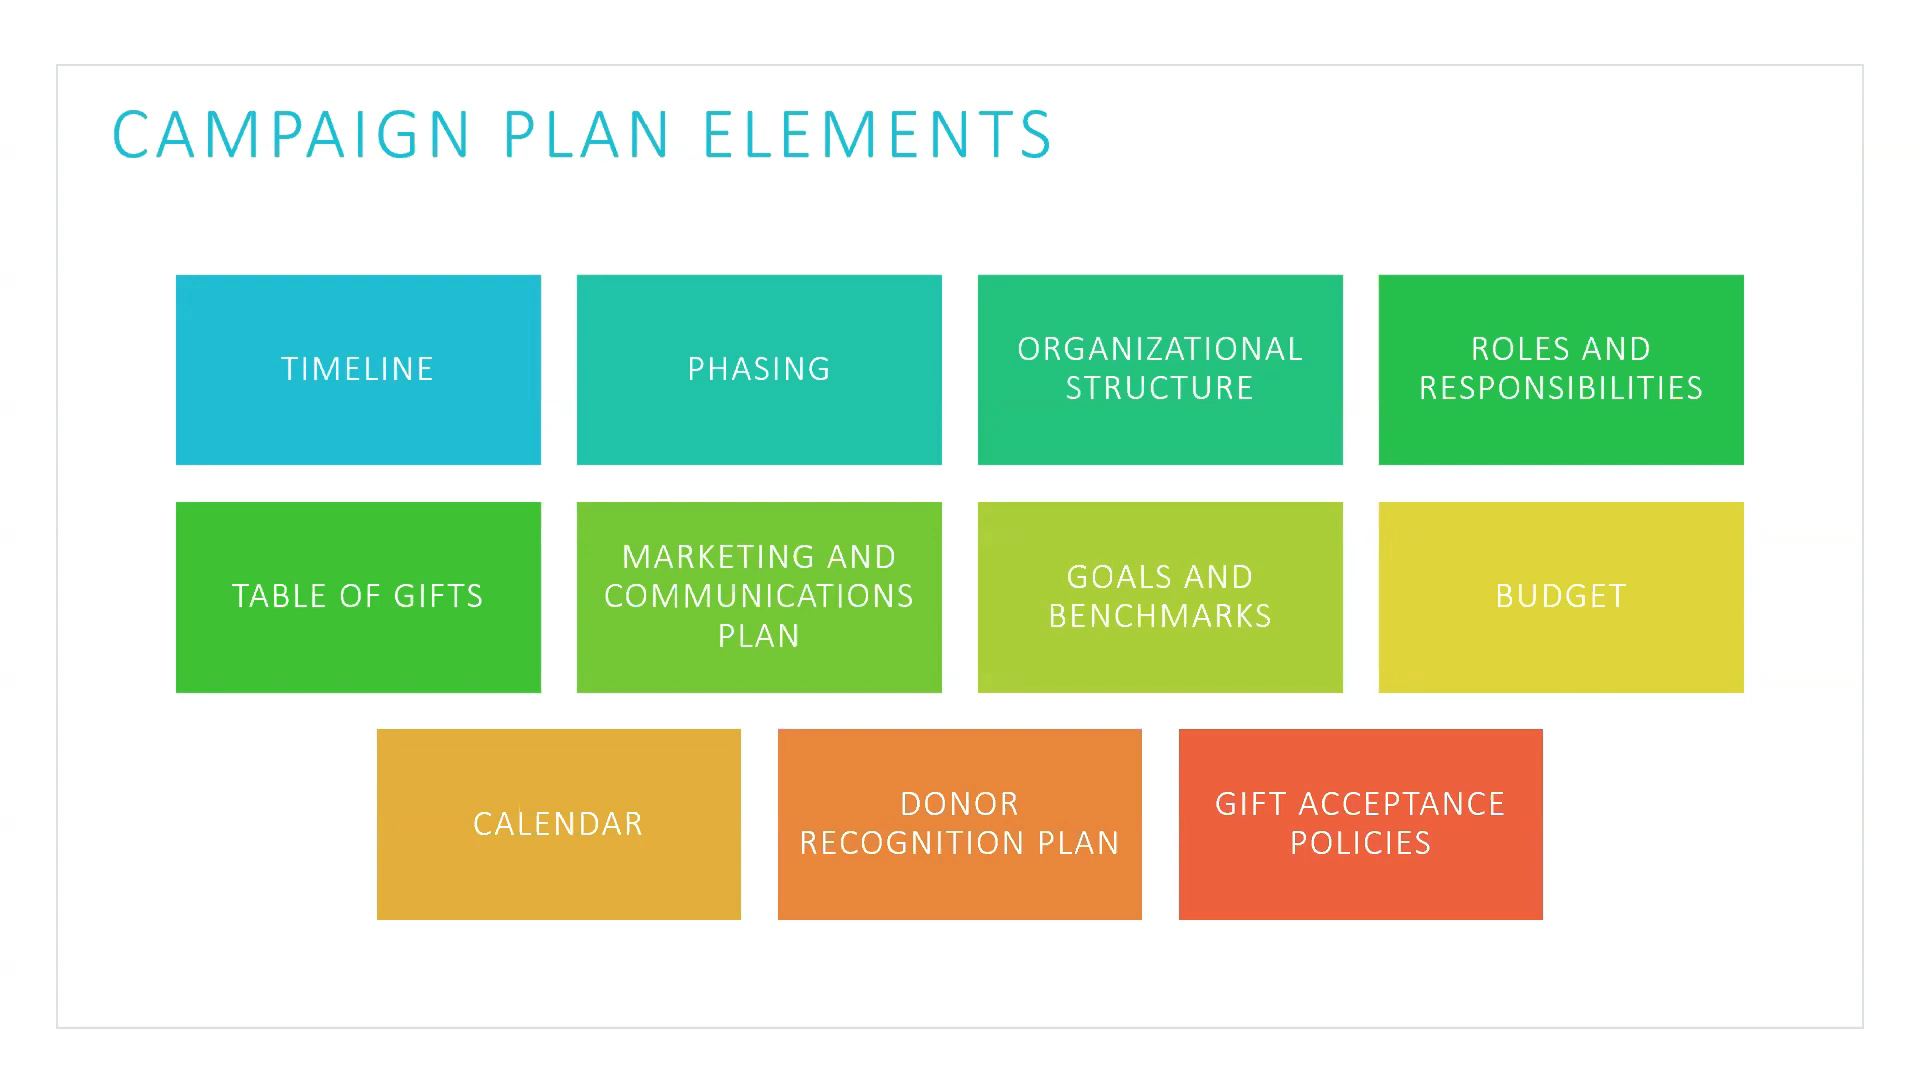 CAMPAIGN PLAN ELEMENTS
TIMELINE
PHASING
ORGANIZATIONAL
STRUCTURE
ROLES AND
RESPONSIBILITIES
TABLE OF GIFTS
MARKETING AND
COMMUNICATIONS
PLAN
GOALS AND
BENCHMARKS
BUDGET
CALENDAR
DONOR
RECOGNITION PLAN
GIFT ACCEPTANCE
POLICIES